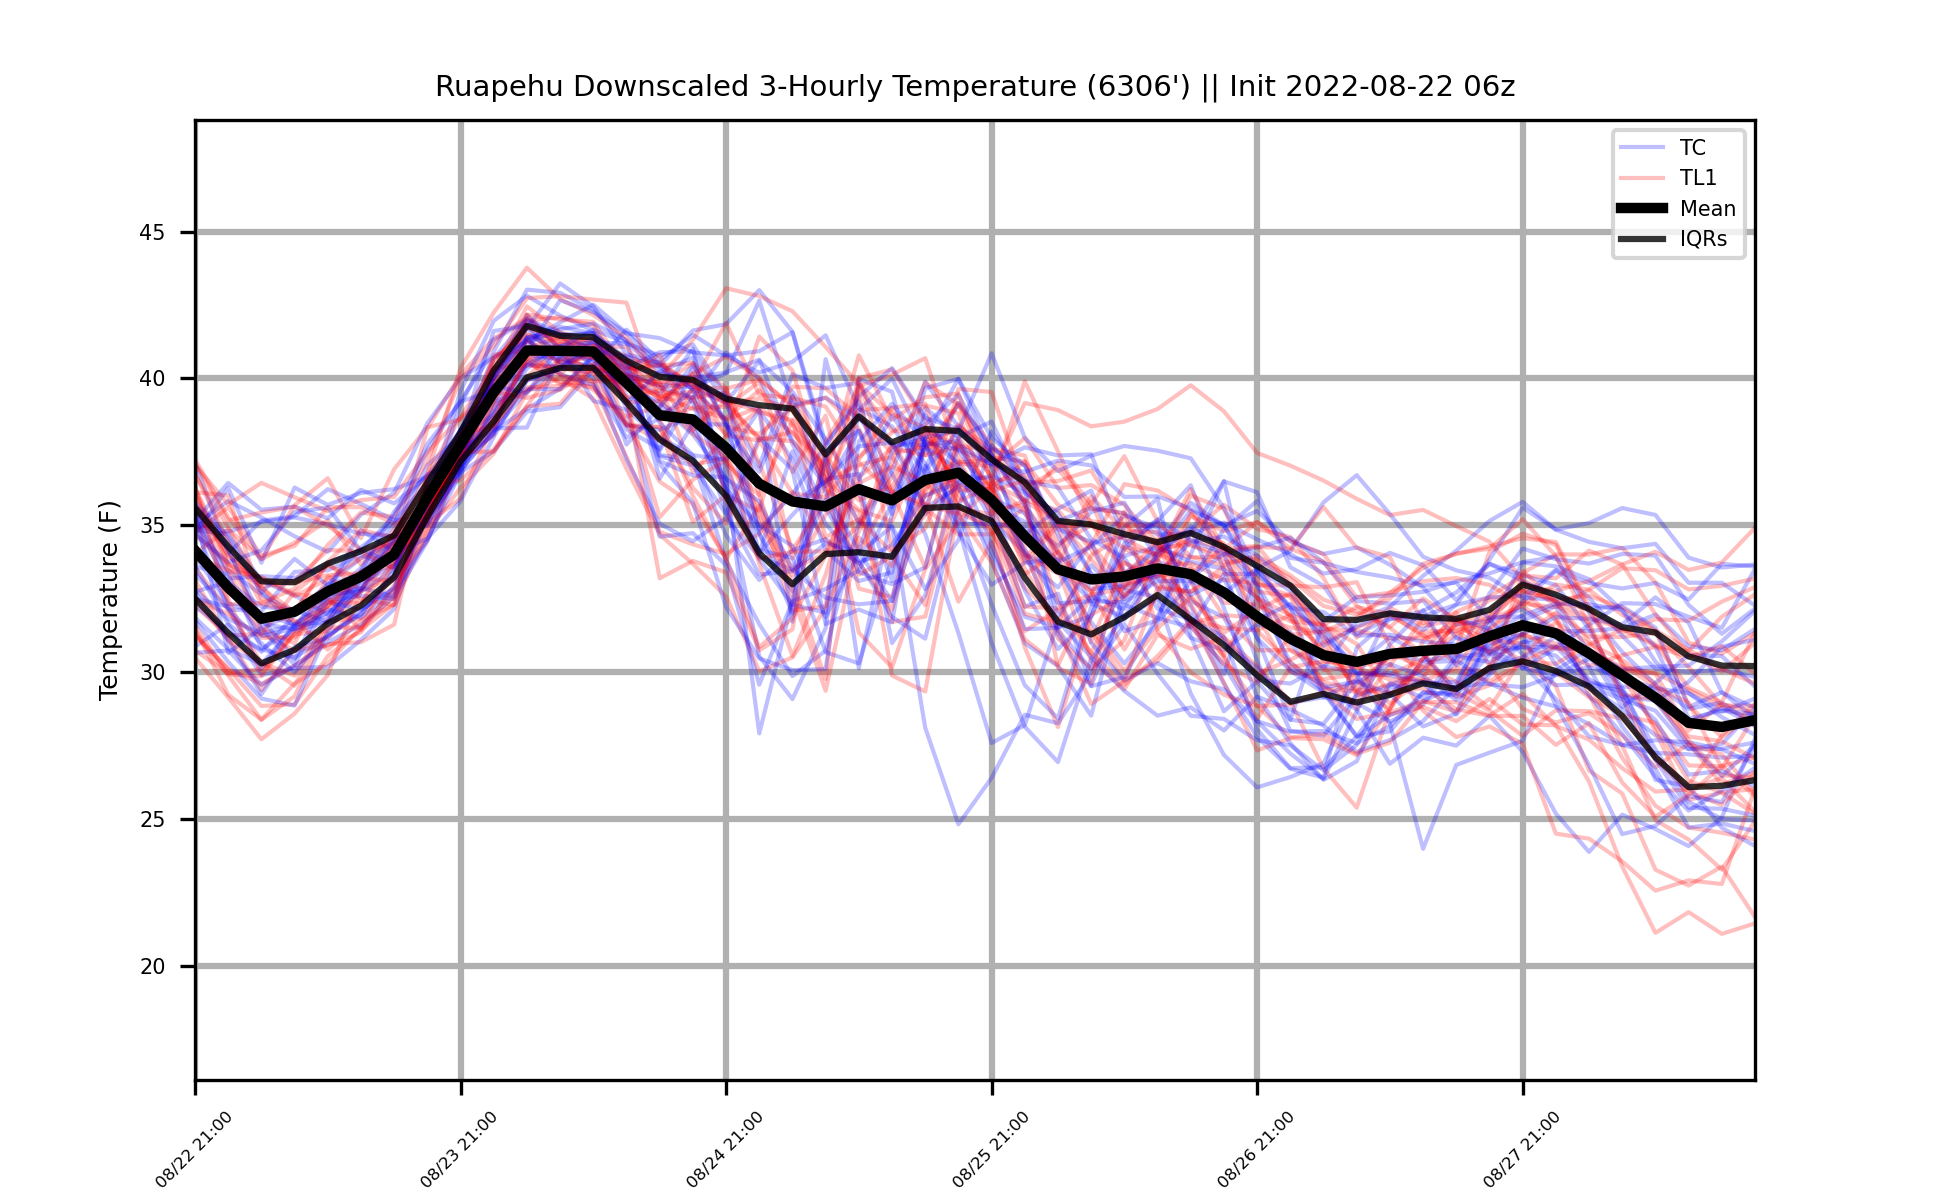 Ruapehu Downscaled 3-Hourly Temperature (6306') || Init 2022-08-22 06z
TC
TL1
Mean
IQRs
Temperature (F)
45
40
35
30
25
20
08/22 21:00
08/23 21:00
08/24 21:00
08/25 21:00
08/26 21:00
08/27 21:00